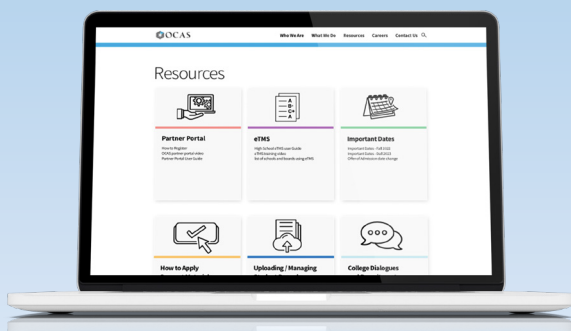 OCAS
Who We Are What We Do Resources Careers Contact Us
Resources
A
B-
C+
A
Partner Portal
How to Register
OCAS partner portal video
Partner Portal User Guide
eTMS
High School eTMS user Guide
eTMS training video
list of schools and boards using eTMS
Important Dates
Important Dates - Fall 2022
Important Dates - Fall 2023
Offer of Admission date change
How to Apply
Uploading / Managing
College Dialogues